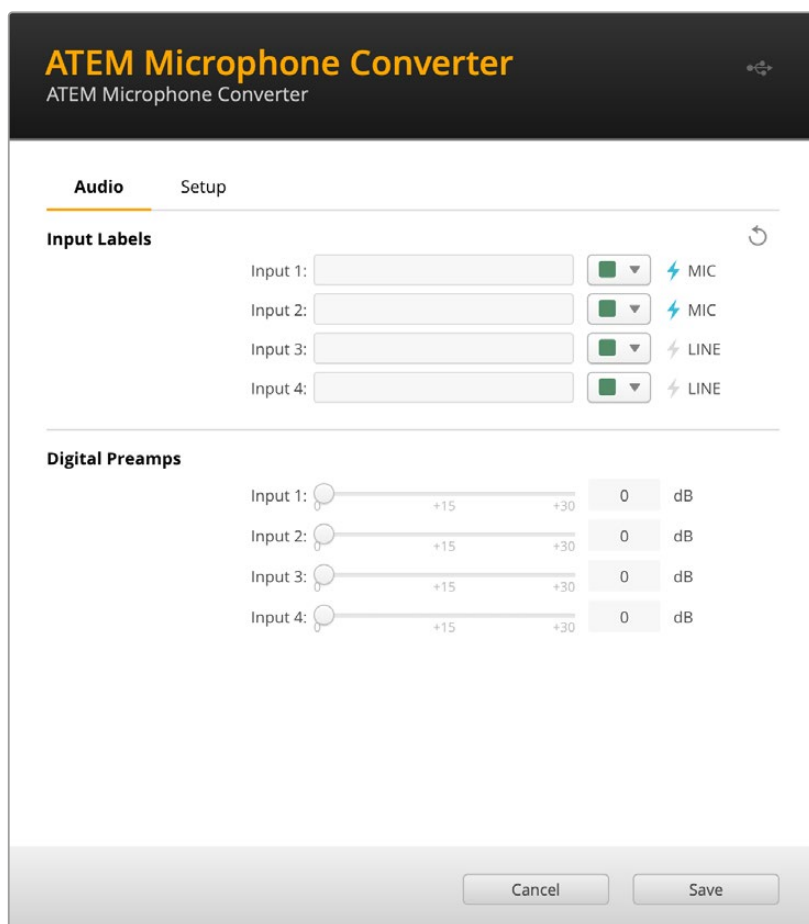 ATEM Microphone Converter
ATEM Microphone Converter
Audio Setup
Input Labels
Input 1: MIC
Input 2: MIC
Input 3: LINE
Input 4: LINE
Digital Preamps
Input 1: 0 dB
0 +15 +30
Input 2: 0 dB
0 +15 +30
Input 3: 0 dB
0 +15 +30
Input 4: 0 dB
0 +15 +30
Cancel Save